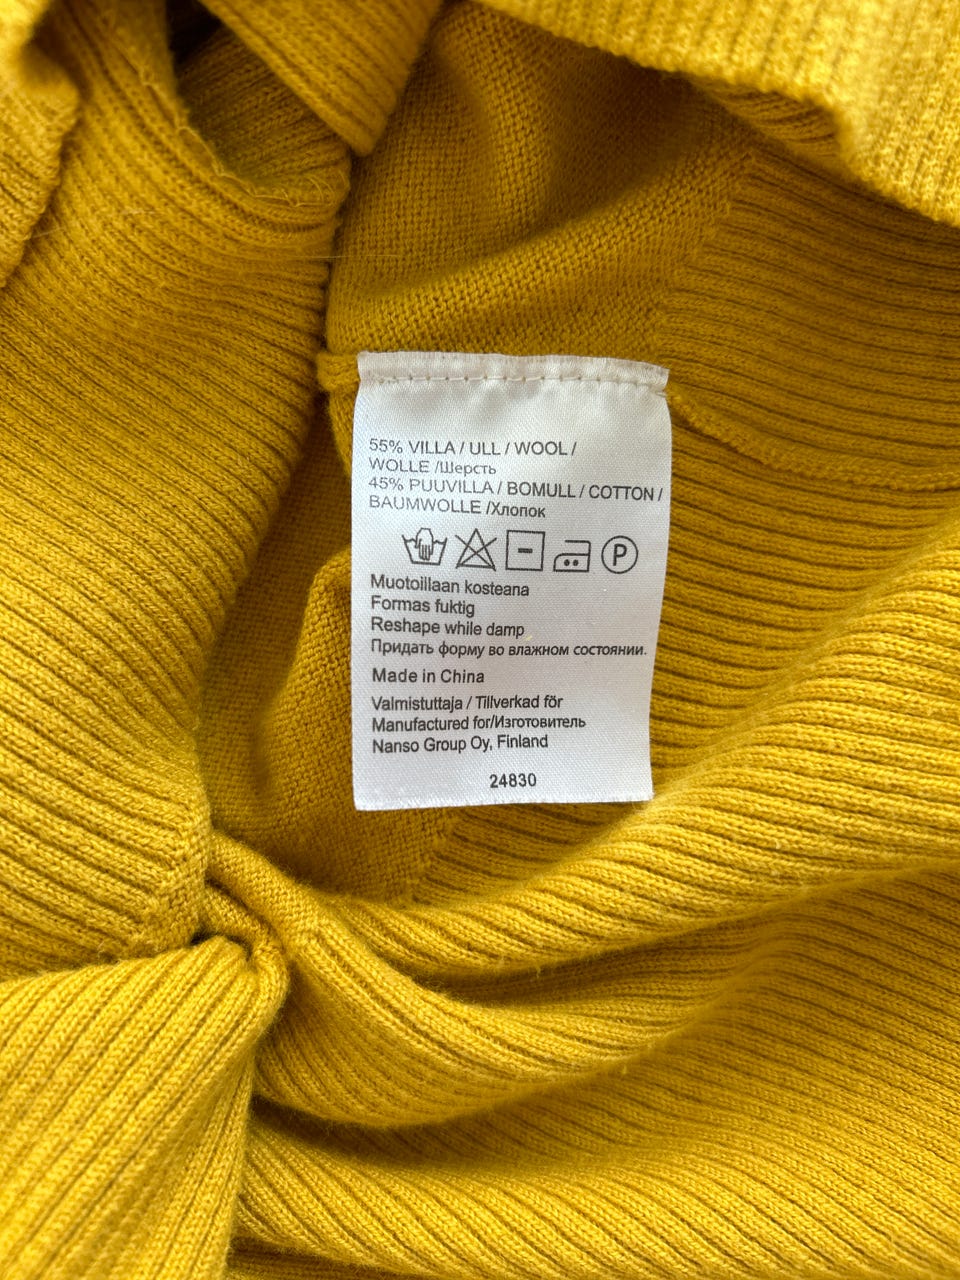 55% VILLA / ULL / WOOL /
WOLLE /Шерсть
45% PUUVILLA / BOMULL / COTTON /
BAUMWOLLE /Хлопок
P
Muotoillaan kosteana
Formas fuktig
Reshape while damp
Придать форму во влажном состоянии.
Made in China
Valmistuttaja / Tillverkad för
Manufactured for/Изготовитель
Nanso Group Oy, Finland
24830